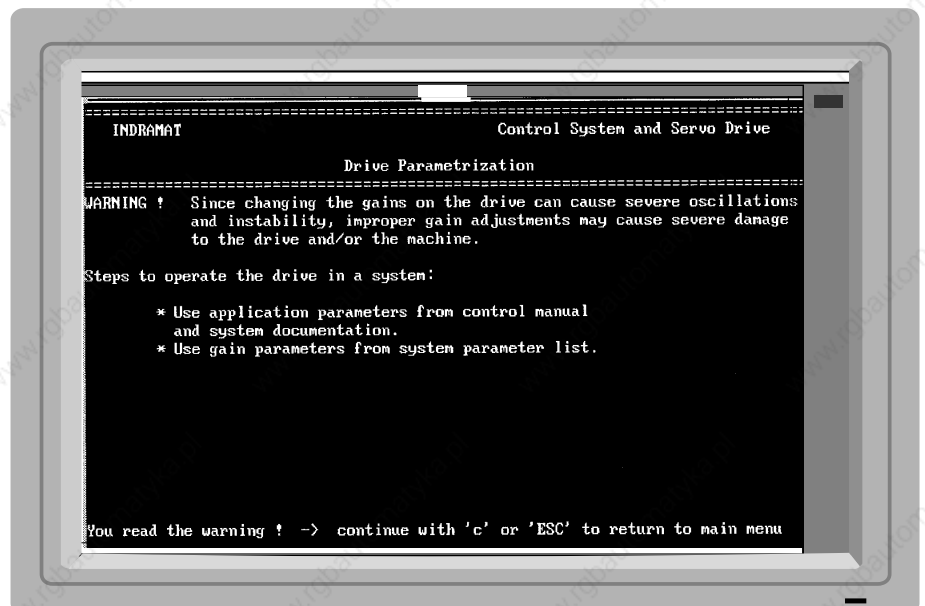 INDRAMAT Control System and Servo Drive
Drive Parametrization
WARNING ! Since changing the gains on the drive can cause severe oscillations
and instability, improper gain adjustments may cause severe damage
to the drive and/or the machine.
Steps to operate the drive in a system:
* Use application parameters from control manual
and system documentation.
* Use gain parameters from system parameter list.
You read the warning ! -> continue with 'c' or 'ESC' to return to main menu